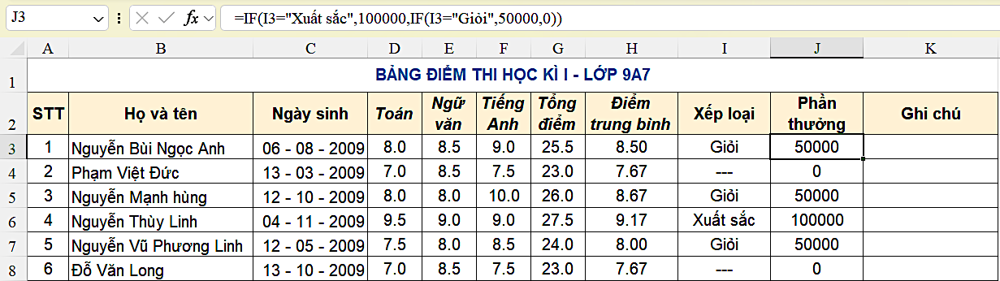 J3 fx =IF(I3="Xuất sắc",100000,IF(I3="Giỏi",50000,0))
A B C D E F G H I J K
1 BẢNG ĐIỂM THI HỌC KÌ I - LỚP 9A7
2 STT Họ và tên Ngày sinh Toán Ngữ văn Tiếng Anh Tổng điểm Điểm trung bình Xếp loại Phần thưởng Ghi chú
3 1 Nguyễn Bùi Ngọc Anh 06 - 08 - 2009 8.0 8.5 9.0 25.5 8.50 Giỏi 50000
4 2 Phạm Việt Đức 13 - 03 - 2009 7.0 8.5 7.5 23.0 7.67 --- 0
5 3 Nguyễn Mạnh hùng 12 - 10 - 2009 8.0 8.0 10.0 26.0 8.67 Giỏi 50000
6 4 Nguyễn Thùy Linh 04 - 11 - 2009 9.5 9.0 9.0 27.5 9.17 Xuất sắc 100000
7 5 Nguyễn Vũ Phương Linh 12 - 05 - 2009 7.5 8.0 8.5 24.0 8.00 Giỏi 50000
8 6 Đỗ Văn Long 13 - 10 - 2009 7.0 8.5 7.5 23.0 7.67 --- 0